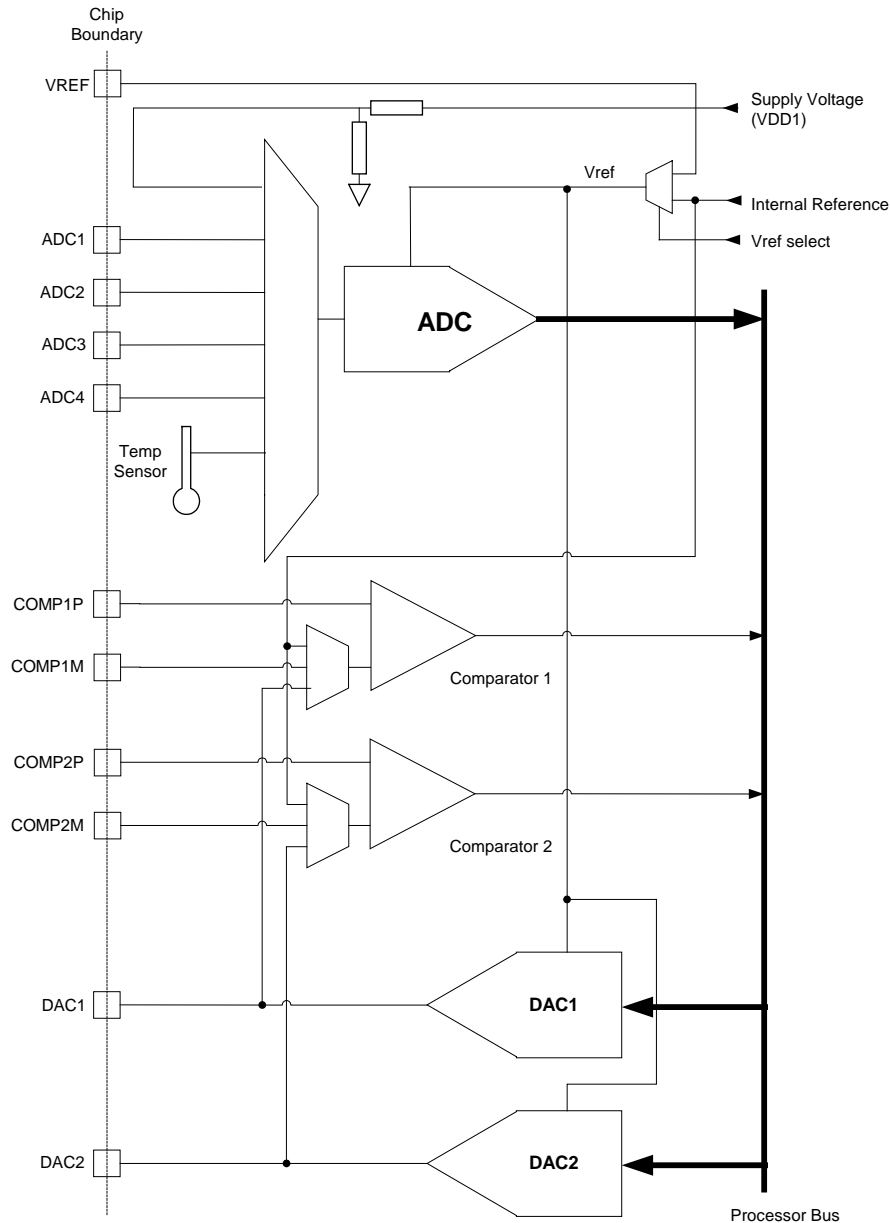 Chip
Boundary
VREF
Supply Voltage
(VDD1)
Vref
Internal Reference
Vref select
ADC1
ADC2
ADC3
ADC4
ADC
Temp
Sensor
COMP1P
COMP1M
Comparator 1
COMP2P
COMP2M
Comparator 2
DAC1
DAC1
DAC2
DAC2
Processor Bus